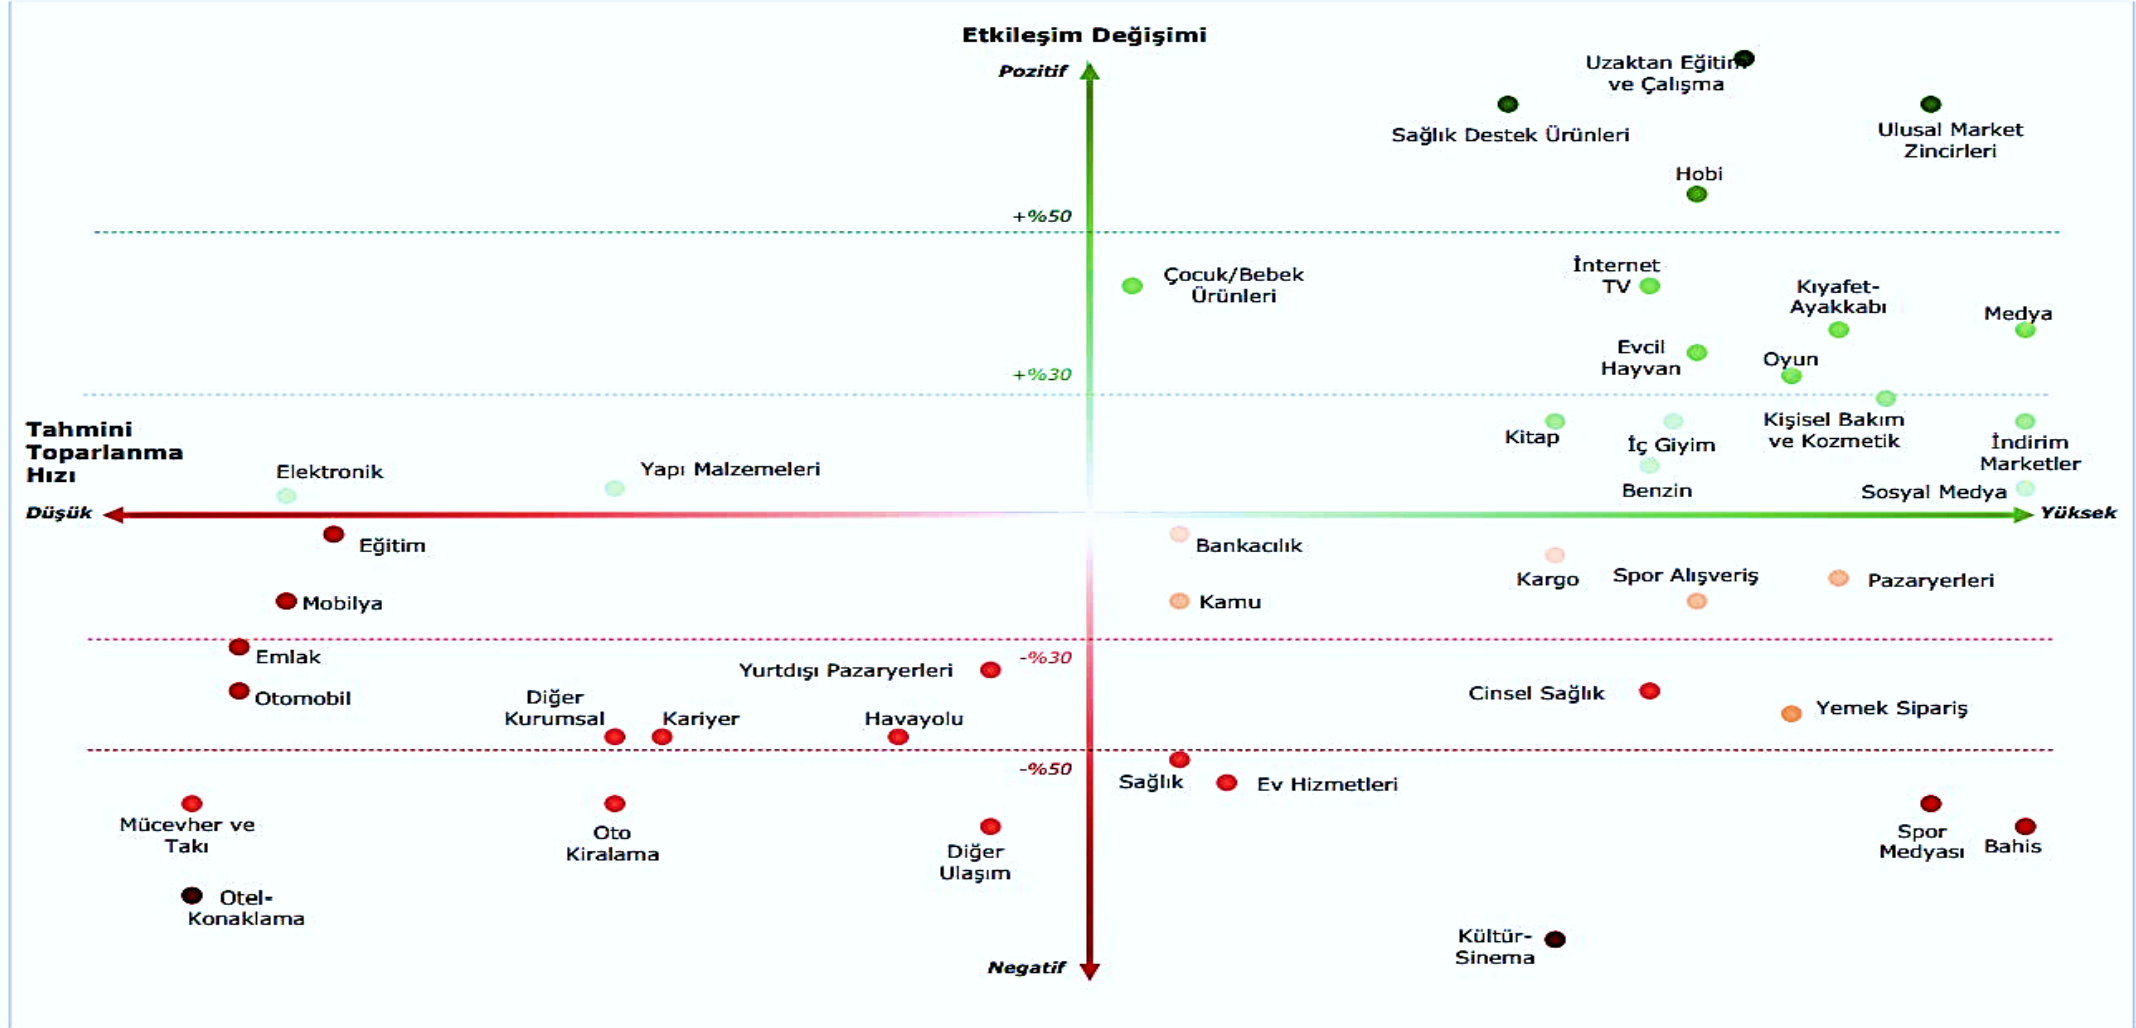 Etkileşim Değişimi
Pozitif
Uzaktan Eğitim
ve Çalışma
Sağlık Destek Ürünleri
Ulusal Market
Zincirleri
Hobi
+%50
Çocuk/Bebek
Ürünleri
İnternet
TV
Kıyafet-
Ayakkabı
Medya
Evcil
Hayvan
Oyun
+%30
Kitap
İç Giyim
Kişisel Bakım
ve Kozmetik
İndirim
Marketler
Tahmini
Toparlanma
Hızı
Elektronik
Yapı Malzemeleri
Benzin
Sosyal Medya
Düşük
Yüksek
Eğitim
Bankacılık
Kargo
Spor Alışveriş
Pazaryerleri
Mobilya
Kamu
Emlak
-%30
Yurtdışı Pazaryerleri
Otomobil
Diğer
Kurumsal
Kariyer
Havayolu
Cinsel Sağlık
Yemek Sipariş
-%50
Sağlık
Ev Hizmetleri
Mücevher ve
Takı
Oto
Kiralama
Diğer
Ulaşım
Spor
Medyası
Bahis
Otel-
Konaklama
Kültür-
Sinema
Negatif